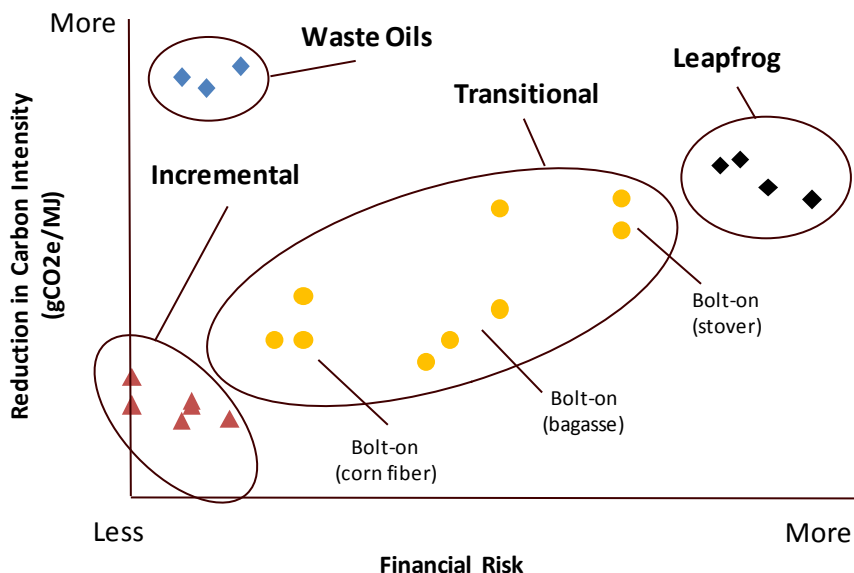 More
Waste Oils
Leapfrog
Transitional
Incremental
Reduction in Carbon Intensity
(gCO2e/MJ)
Bolt-on
(stover)
Bolt-on
(bagasse)
Bolt-on
(corn fiber)
Less
More
Financial Risk